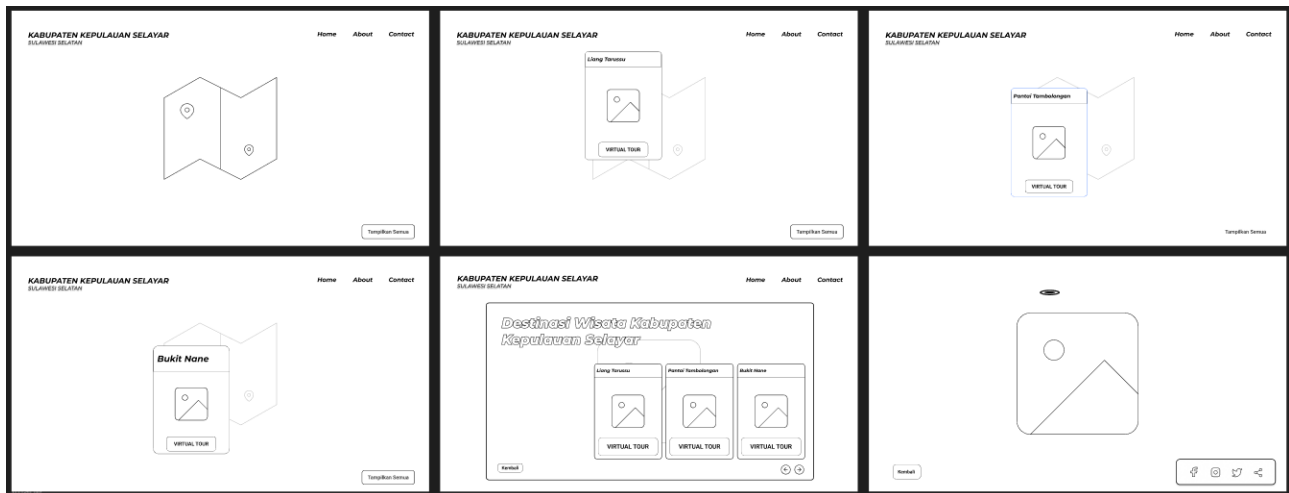 KABUPATEN KEPULAUAN SELAYAR
SULAWESI SELATAN
Home About Contact
Tampilkan Semua
KABUPATEN KEPULAUAN SELAYAR
SULAWESI SELATAN
Home About Contact
Liang Tarusu
VIRTUAL TOUR
Tampilkan Semua
KABUPATEN KEPULAUAN SELAYAR
SULAWESI SELATAN
Home About Contact
Pantai Tambolongan
VIRTUAL TOUR
Tampilkan Semua
KABUPATEN KEPULAUAN SELAYAR
SULAWESI SELATAN
Home About Contact
Bukit Nane
VIRTUAL TOUR
Tampilkan Semua
KABUPATEN KEPULAUAN SELAYAR
SULAWESI SELATAN
Home About Contact
Destinasi Wisata Kabupaten
Kepulauan Selayar
Liang Tarusu Pantai Tambolongan Bukit Nane
VIRTUAL TOUR VIRTUAL TOUR VIRTUAL TOUR
Kembali
Kembali